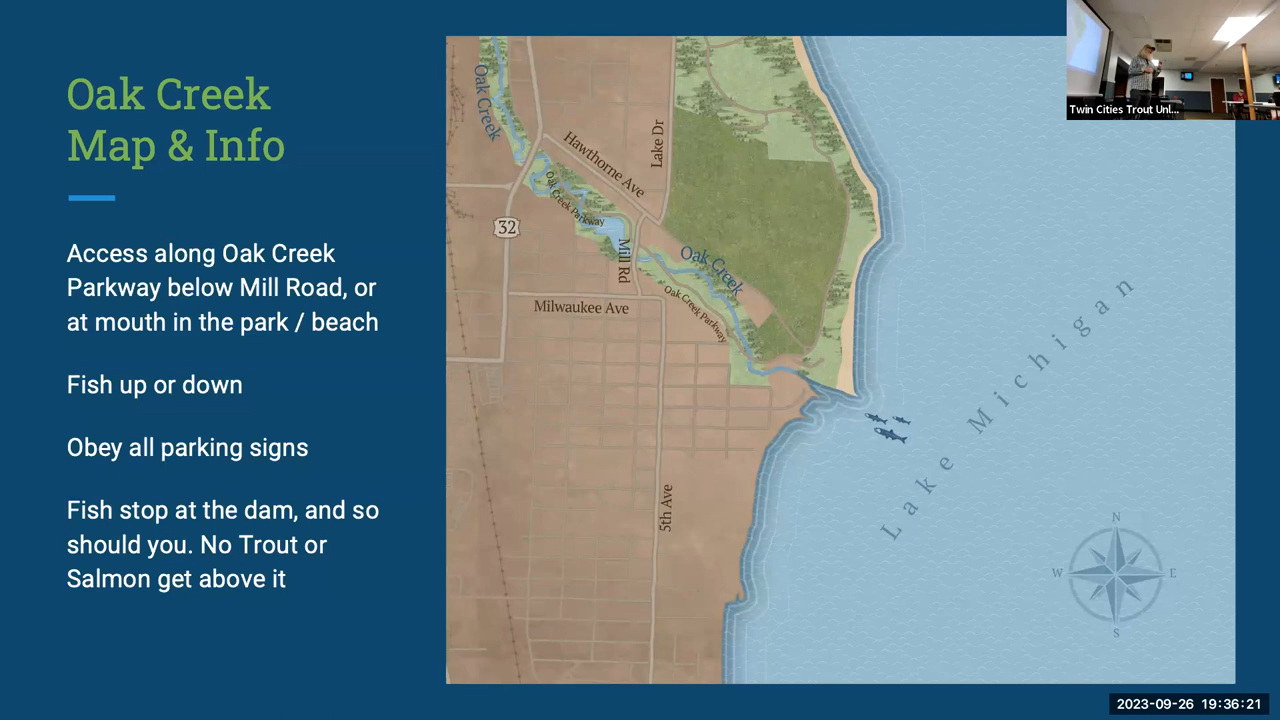 Oak Creek
Map & Info
Access along Oak Creek
Parkway below Mill Road, or
at mouth in the park / beach
Fish up or down
Obey all parking signs
Fish stop at the dam, and so
should you. No Trout or
Salmon get above it
Oak Creek
Hawthorne Ave
Lake Dr
Oak Creek Parkway
32
Mill Rd
Oak Creek
Oak Creek Parkway
Milwaukee Ave
5th Ave
Lake Michigan
N
W
E
S
Twin Cities Trout Unl...
2023-09-26 19:36:21